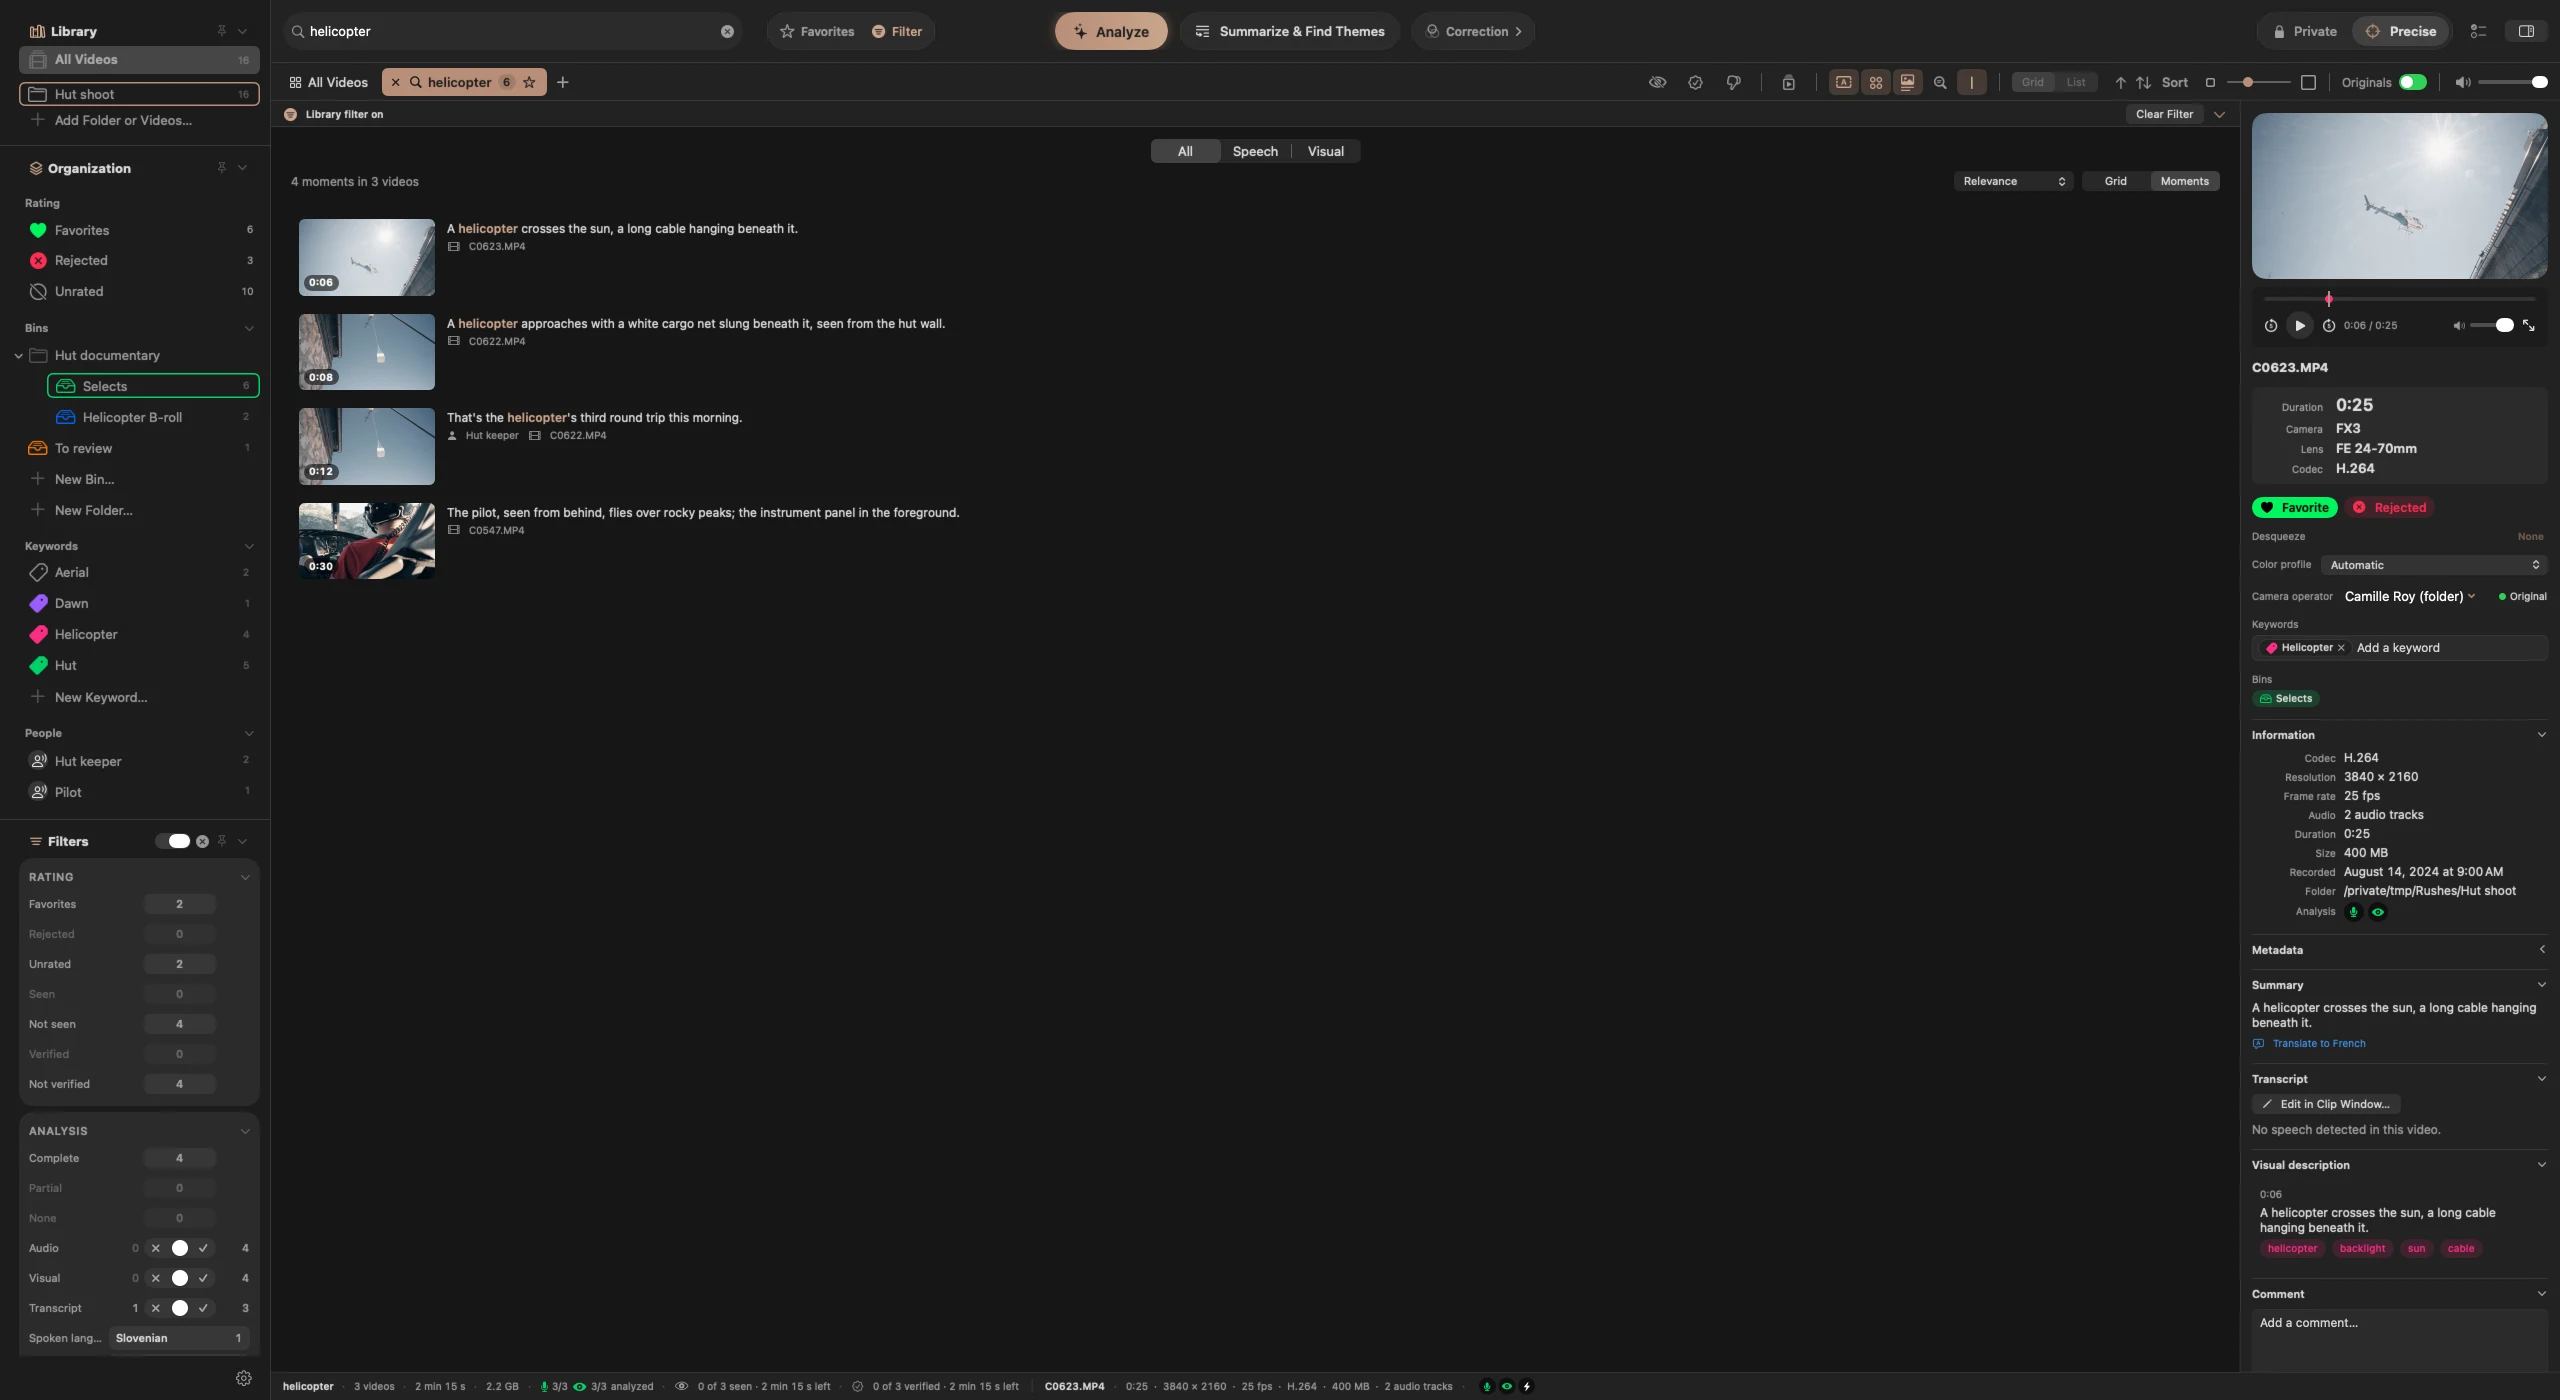 Library
All Videos 16
Hut shoot 16
Add Folder or Videos...
Organization
Rating
Favorites 6
Rejected 3
Unrated 10
Bins
Hut documentary
Selects 6
Helicopter B-roll 2
To review 1
New Bin...
New Folder...
Keywords
Aerial 2
Dawn 1
Helicopter 4
Hut 5
New Keyword...
People
Hut keeper 2
Pilot 1
Filters
RATING
Favorites 2
Rejected 0
Unrated 2
Seen 0
Not seen 4
Verified 0
Not verified 4
ANALYSIS
Complete 4
Partial 0
None 0
Audio 0 4
Visual 0 4
Transcript 1 3
Spoken lang... Slovenian 1
helicopter
Favorites Filter
Analyze
Summarize & Find Themes
Correction
Private Precise
All Videos helicopter 6
Grid List
Sort
Originals
Library filter on
Clear Filter
All Speech Visual
4 moments in 3 videos
Relevance
Grid Moments
0:06
A helicopter crosses the sun, a long cable hanging beneath it.
C0623.MP4
0:08
A helicopter approaches with a white cargo net slung beneath it, seen from the hut wall.
C0622.MP4
0:12
That's the helicopter's third round trip this morning.
Hut keeper C0622.MP4
0:30
The pilot, seen from behind, flies over rocky peaks; the instrument panel in the foreground.
C0547.MP4
0:06 / 0:25
C0623.MP4
Duration 0:25
Camera FX3
Lens FE 24-70mm
Codec H.264
Favorite Rejected
Desqueeze None
Color profile Automatic
Camera operator Camille Roy (folder) Original
Keywords
Helicopter Add a keyword
Bins
Selects
Information
Codec H.264
Resolution 3840 × 2160
Frame rate 25 fps
Audio 2 audio tracks
Duration 0:25
Size 400 MB
Recorded August 14, 2024 at 9:00 AM
Folder /private/tmp/Rushes/Hut shoot
Analysis
Metadata
Summary
A helicopter crosses the sun, a long cable hanging
beneath it.
Translate to French
Transcript
Edit in Clip Window...
No speech detected in this video.
Visual description
0:06
A helicopter crosses the sun, a long cable
hanging beneath it.
helicopter backlight sun cable
Comment
Add a comment...
helicopter · 3 videos · 2 min 15 s · 2.2 GB · 3/3 3/3 analyzed · 0 of 3 seen · 2 min 15 s left · 0 of 3 verified · 2 min 15 s left
C0623.MP4 · 0:25 · 3840 × 2160 · 25 fps · H.264 · 400 MB · 2 audio tracks